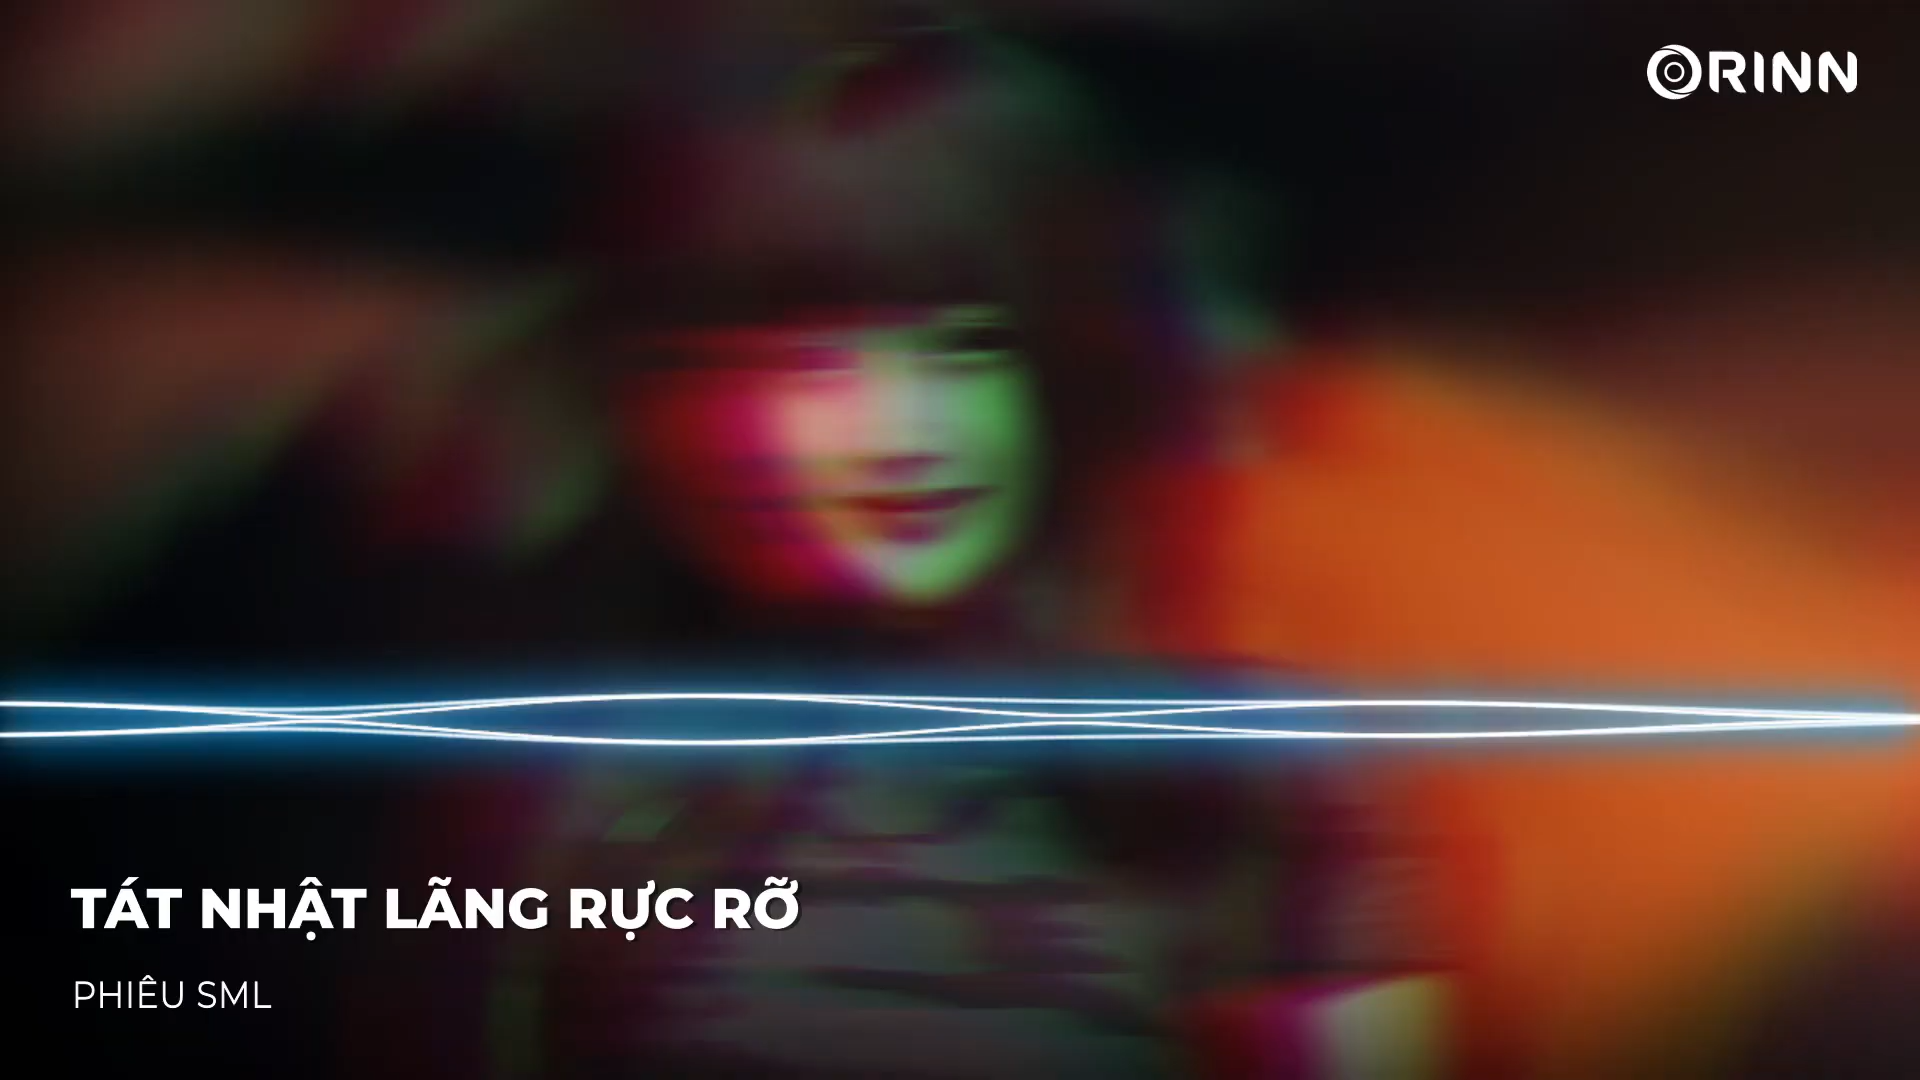 ORINN
TÁT NHẬT LÃNG RỰC RỠ
PHIÊU SML